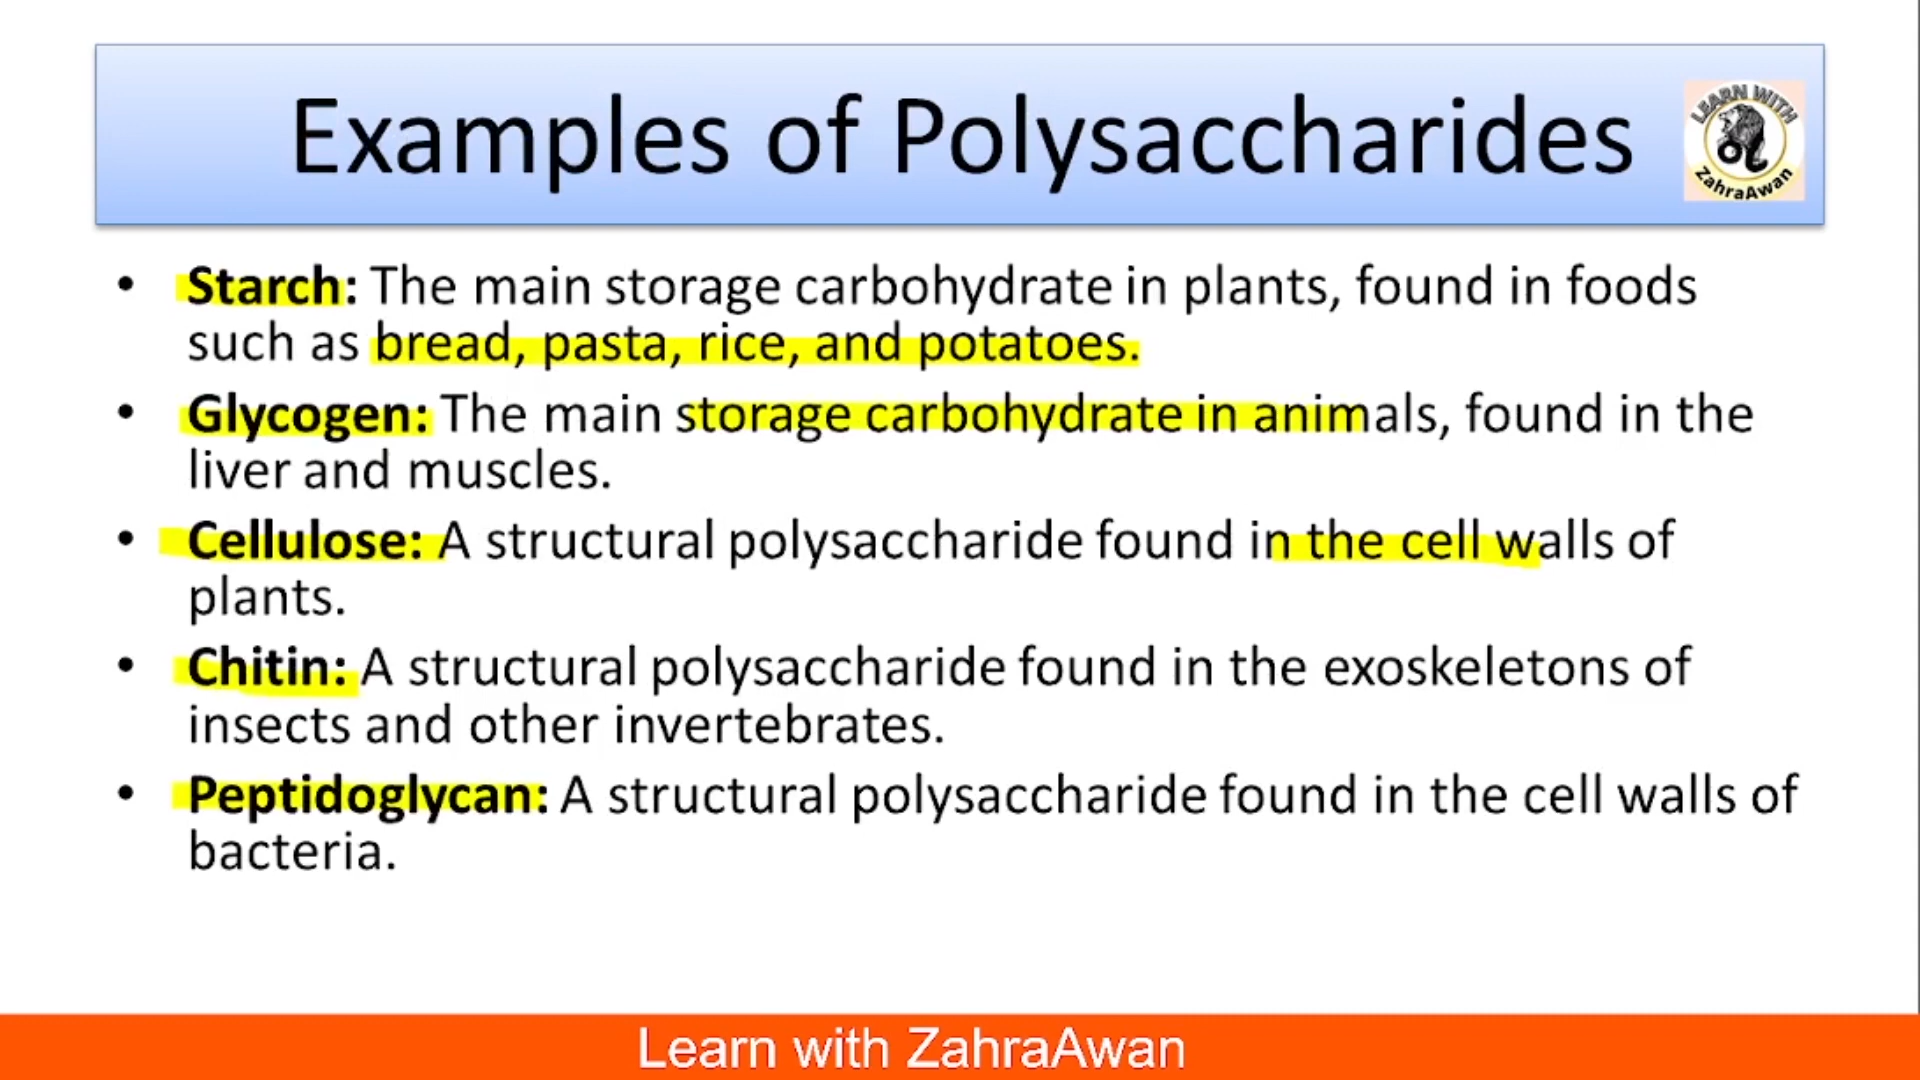 Examples of Polysaccharides
LEARN WITH
ZahraAwan
• Starch: The main storage carbohydrate in plants, found in foods
such as bread, pasta, rice, and potatoes.
• Glycogen: The main storage carbohydrate in animals, found in the
liver and muscles.
• Cellulose: A structural polysaccharide found in the cell walls of
plants.
• Chitin: A structural polysaccharide found in the exoskeletons of
insects and other invertebrates.
• Peptidoglycan: A structural polysaccharide found in the cell walls of
bacteria.
Learn with ZahraAwan